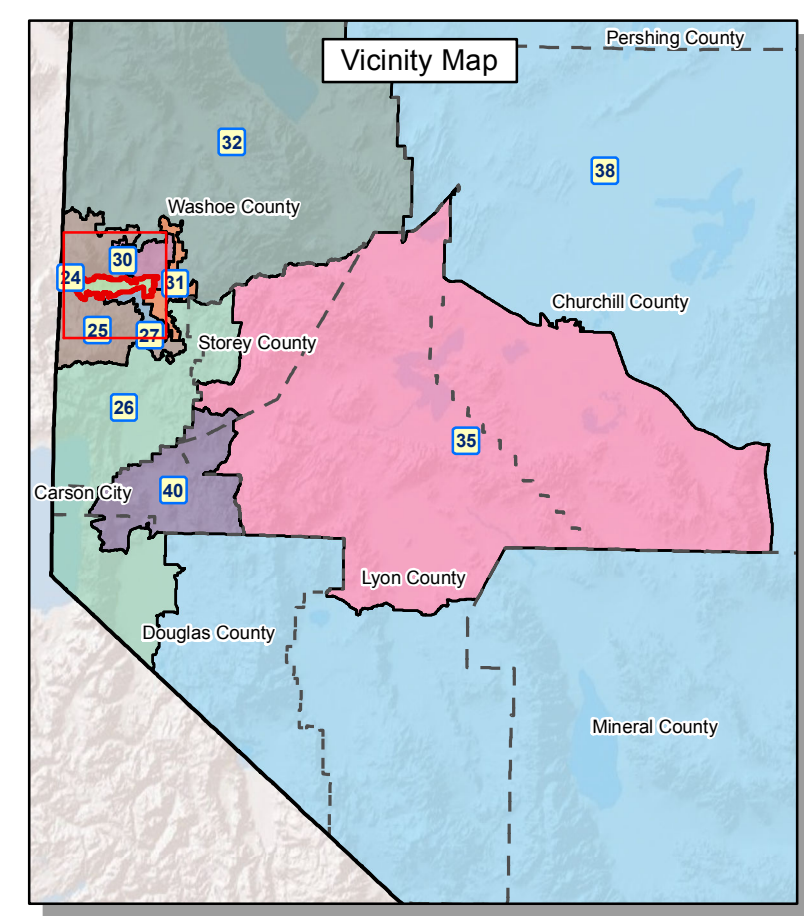 Pershing County
Vicinity Map
32
38
Washoe County
30
24
31
Churchill County
25
27
Storey County
26
35
40
Carson City
Lyon County
Douglas County
Mineral County